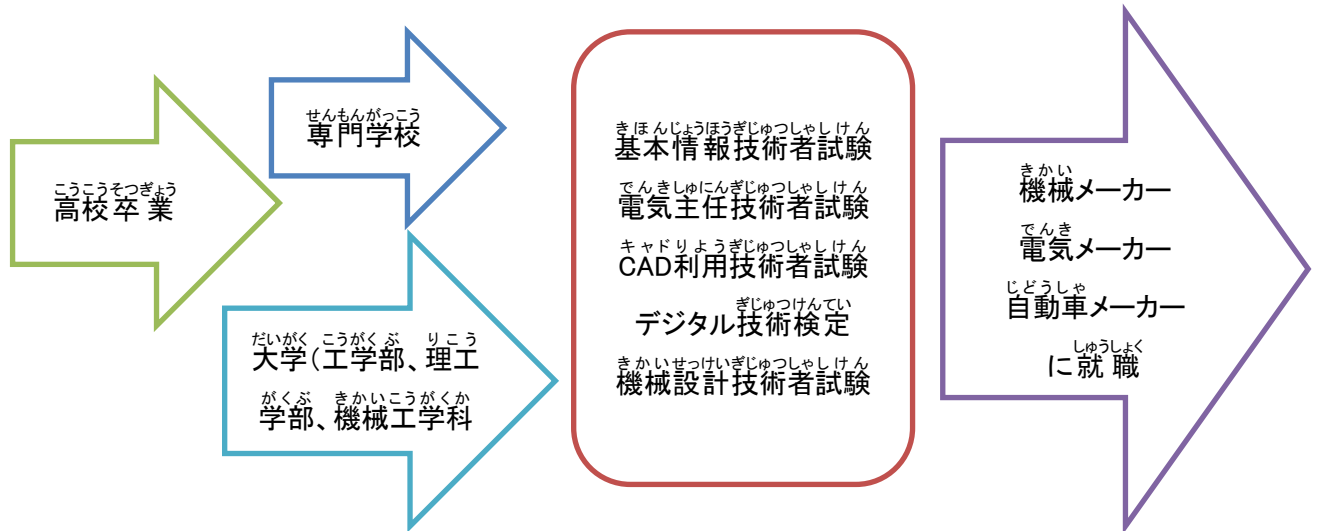 こうこうそつぎょう
高校卒業
せんもんがっこう
専門学校
だいがく こうがくぶ りこう
大学(工学部、理工
がくぶ きかいこうがくか
学部、機械工学科
きほんじょうほうぎじゅつしゃしけん
基本情報技術者試験
でんきしゅにんぎじゅつしゃしけん
電気主任技術者試験
キャドりようぎじゅつしゃしけん
CAD利用技術者試験
ぎじゅつけんてい
デジタル技術検定
きかいせっけいぎじゅつしゃしけん
機械設計技術者試験
きかい
機械メーカー
でんき
電気メーカー
じどうしゃ
自動車メーカー
しゅうしょく
に就職